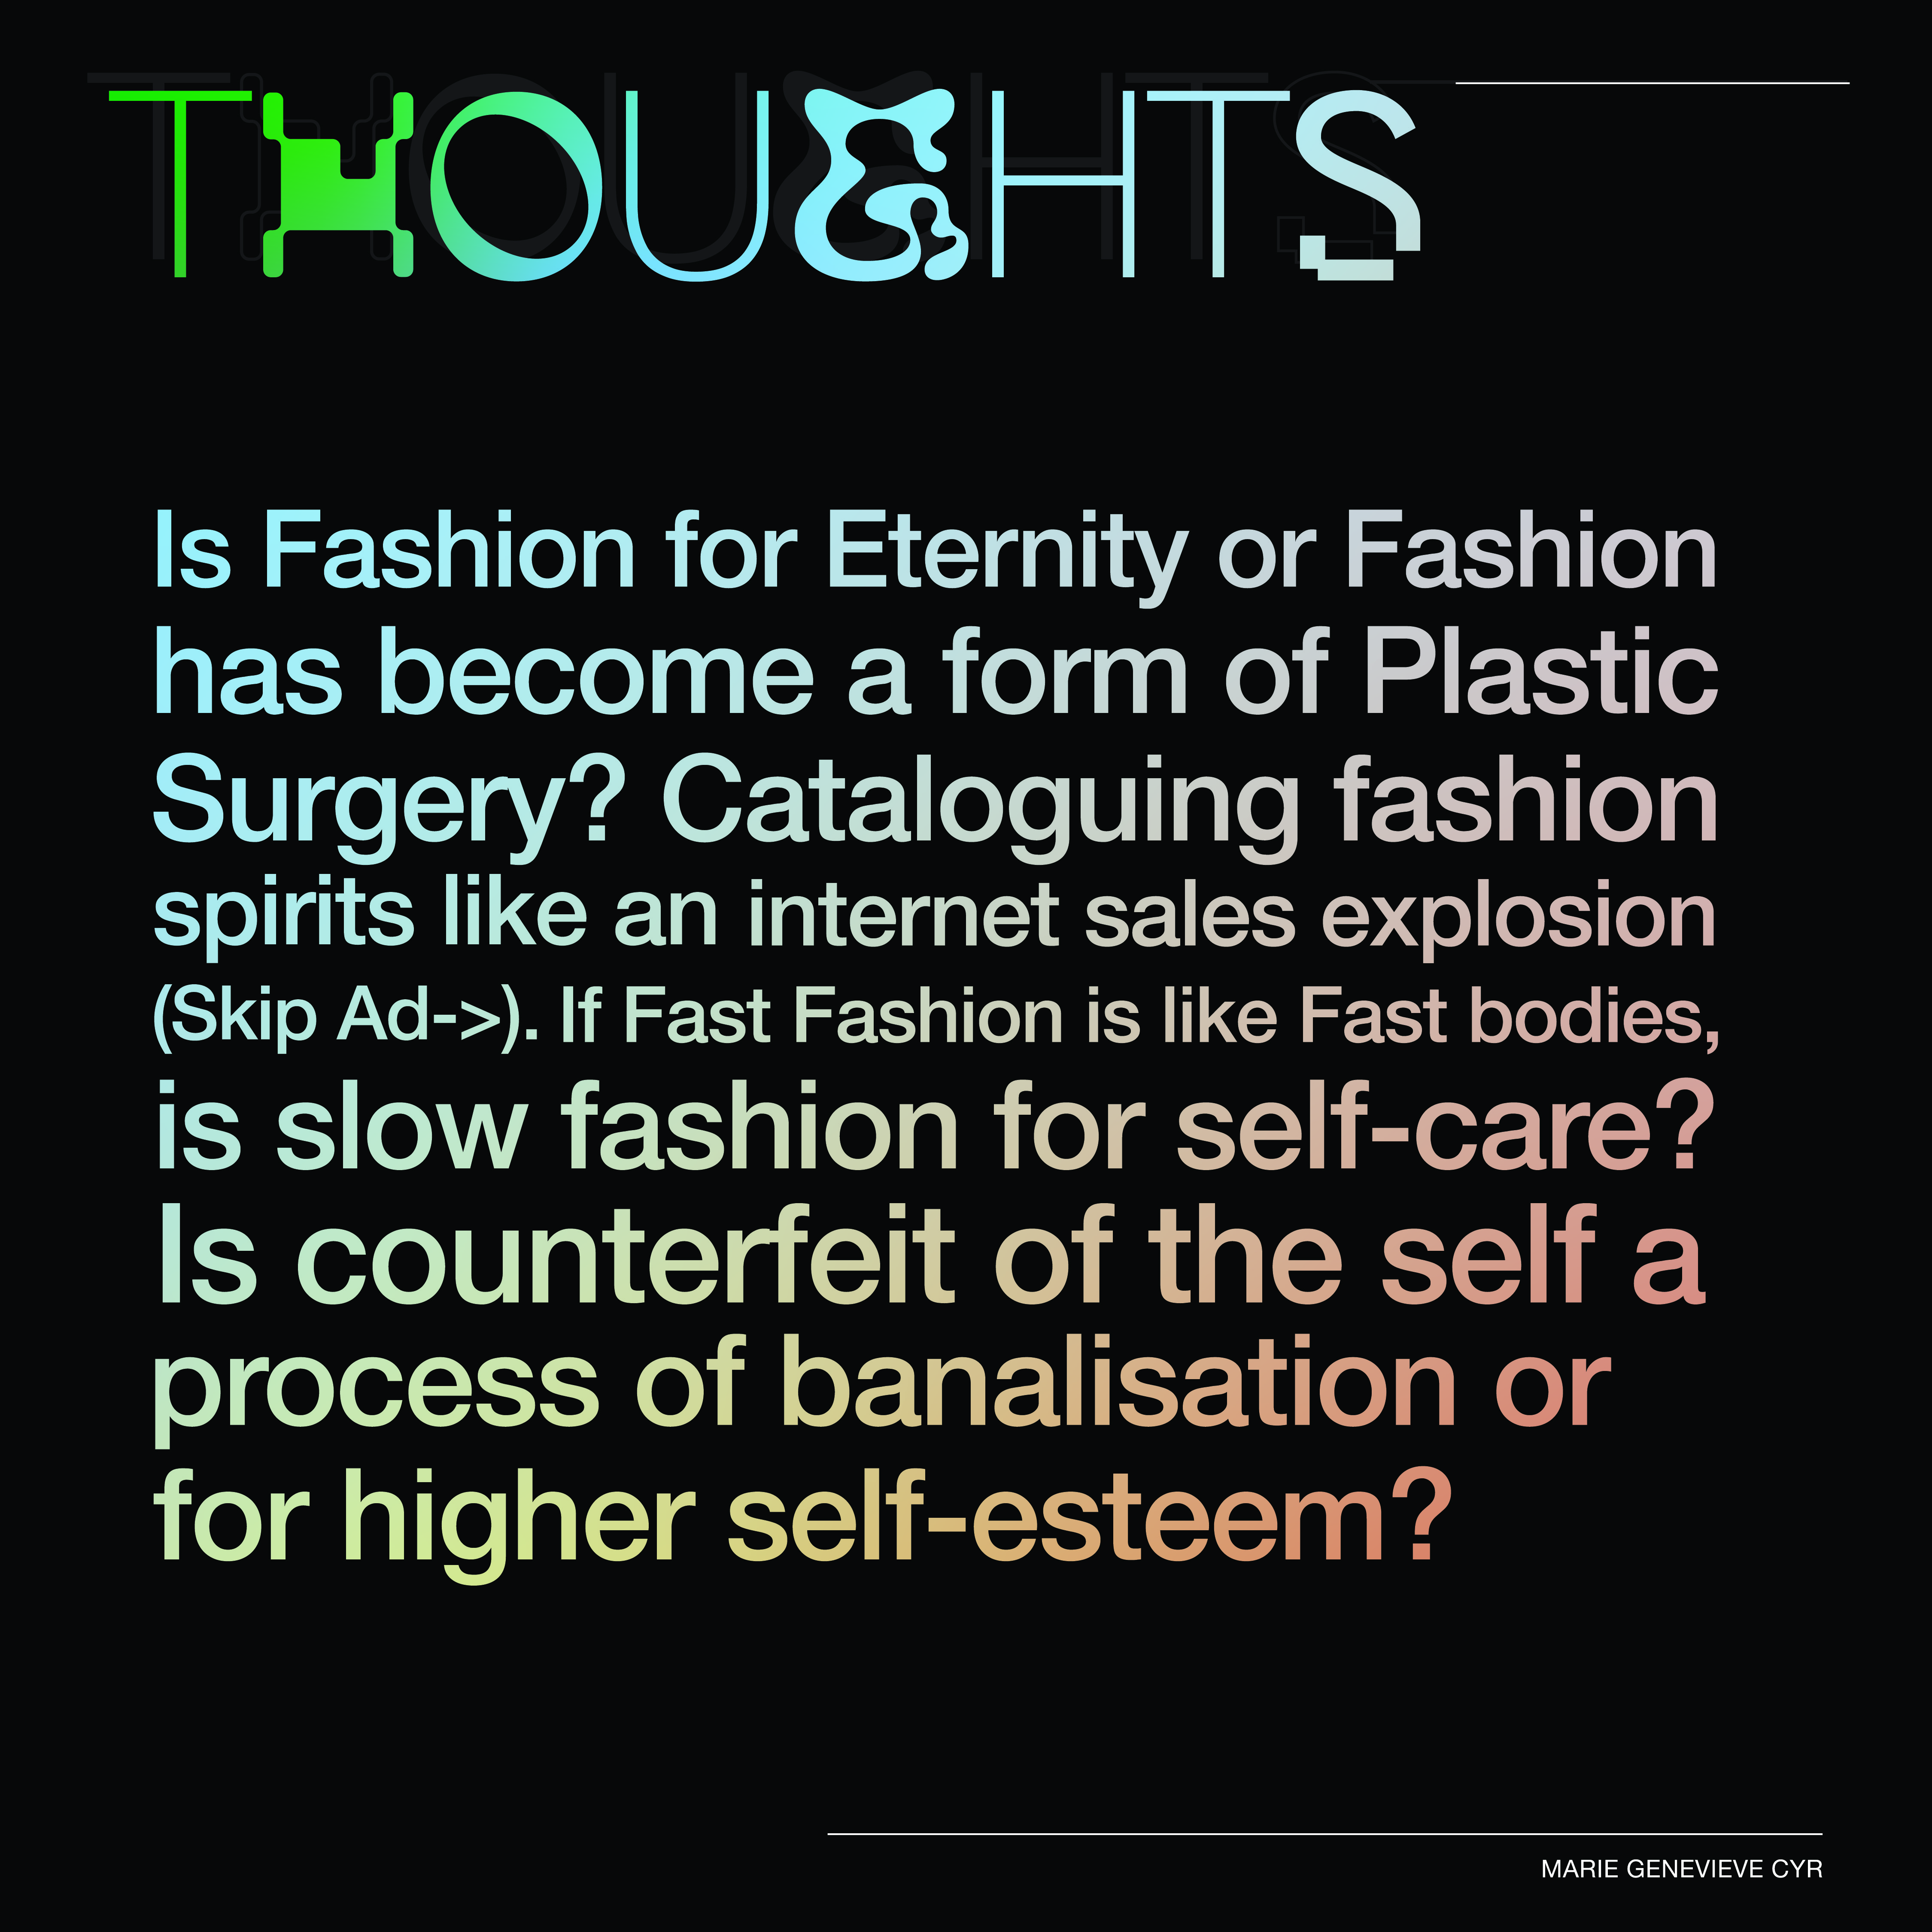 THOUGHTS
Is Fashion for Eternity or Fashion
has become a form of Plastic
Surgery? Cataloguing fashion
spirits like an internet sales explosion
(Skip Ad->). If Fast Fashion is like Fast bodies,
is slow fashion for self-care?
Is counterfeit of the self a
process of banalisation or
for higher self-esteem?
MARIE GENEVIEVE CYR